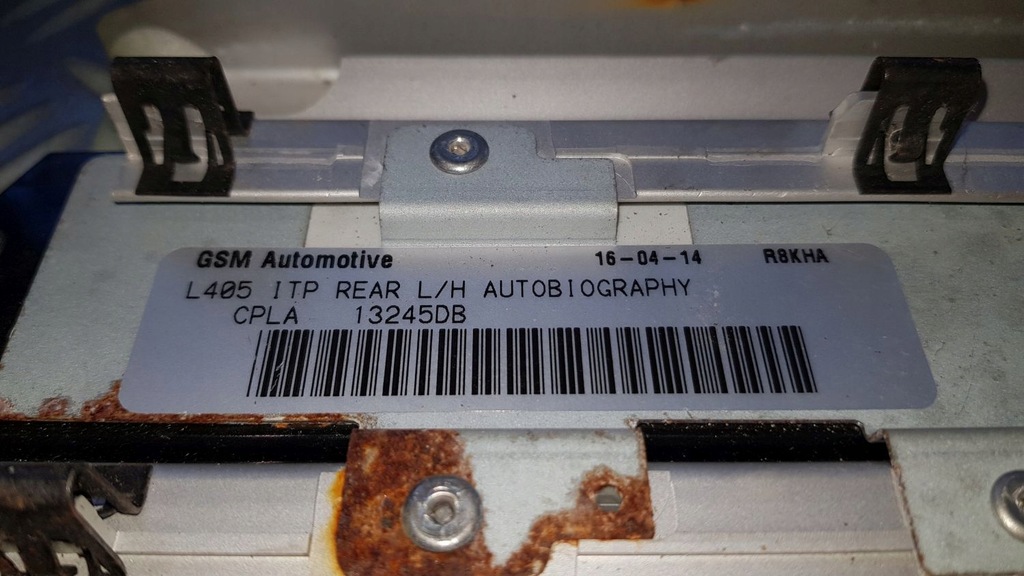 GSM Automotive 16-04-14 R8KHA
L405 ITP REAR L/H AUTOBIOGRAPHY
CPLA 13245DB